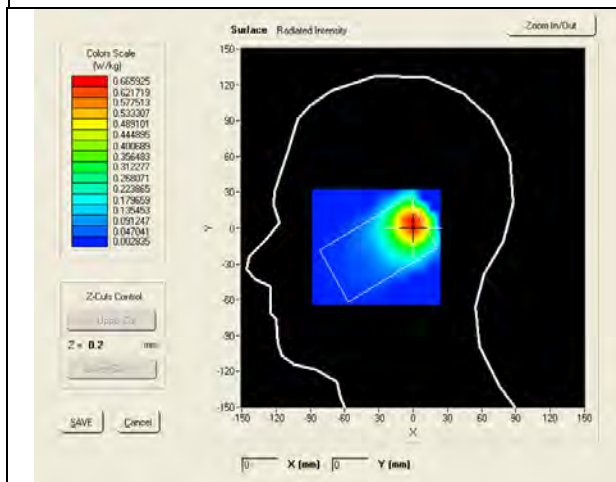 Surface Radiated Intensity
Zoom In/Out
Colors Scale
(W/kg)
0.665925
0.621719
0.577513
0.533307
0.489101
0.444895
0.400689
0.356483
0.312277
0.268071
0.223865
0.179659
0.135453
0.091247
0.047041
0.002835
150
120
90
60
30
0
-30
-60
-90
-120
-150
Y
-150 -120 -90 -60 -30 0 30 60 90 120 150
X
Z-Cuts Control
Z = 0.2 mm
SAVE Cancel
0 X (mm) 0 Y (mm)